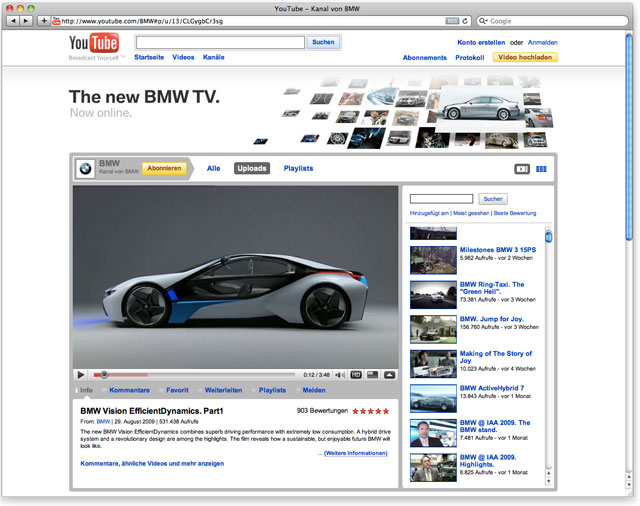 YouTube – Kanal von BMW
http://www.youtube.com/BMW#p/u/13/CLGygbCr3sg
RSS
Google
YouTube
Broadcast Yourself ™
Suchen
Konto erstellen oder Anmelden
Startseite Videos Kanäle
Abonnements Protokoll Video hochladen
The new BMW TV.
Now online.
BMW
Kanal von BMW
Abonnieren
Alle Uploads Playlists
0:12 / 3:48 HD
Info Kommentare Favorit Weiterleiten Playlists Melden
BMW Vision EfficientDynamics. Part1
903 Bewertungen
From: BMW | 29. August 2009 | 531.438 Aufrufe
The new BMW Vision EfficientDynamics combines superb driving performance with extremely low consumption. A hybrid drive
system and a revolutionary design are among the highlights. The film reveals how a sustainable, but enjoyable future BMW will
look like.
... (Weitere Informationen)
Kommentare, ähnliche Videos und mehr anzeigen
Suchen
Hinzugefügt am | Meist gesehen | Beste Bewertung
Milestones BMW 3 15PS
5.962 Aufrufe - vor 2 Wochen
BMW Ring-Taxi. The
"Green Hell".
73.381 Aufrufe - vor 3 Wochen
BMW. Jump for Joy.
156.760 Aufrufe - vor 3 Wochen
Making of The Story of
Joy
10.023 Aufrufe - vor 4 Wochen
BMW ActiveHybrid 7
13.843 Aufrufe - vor 1 Monat
BMW @ IAA 2009. The
BMW stand.
7.481 Aufrufe - vor 1 Monat
BMW @ IAA 2009.
Highlights.
6.825 Aufrufe - vor 1 Monat